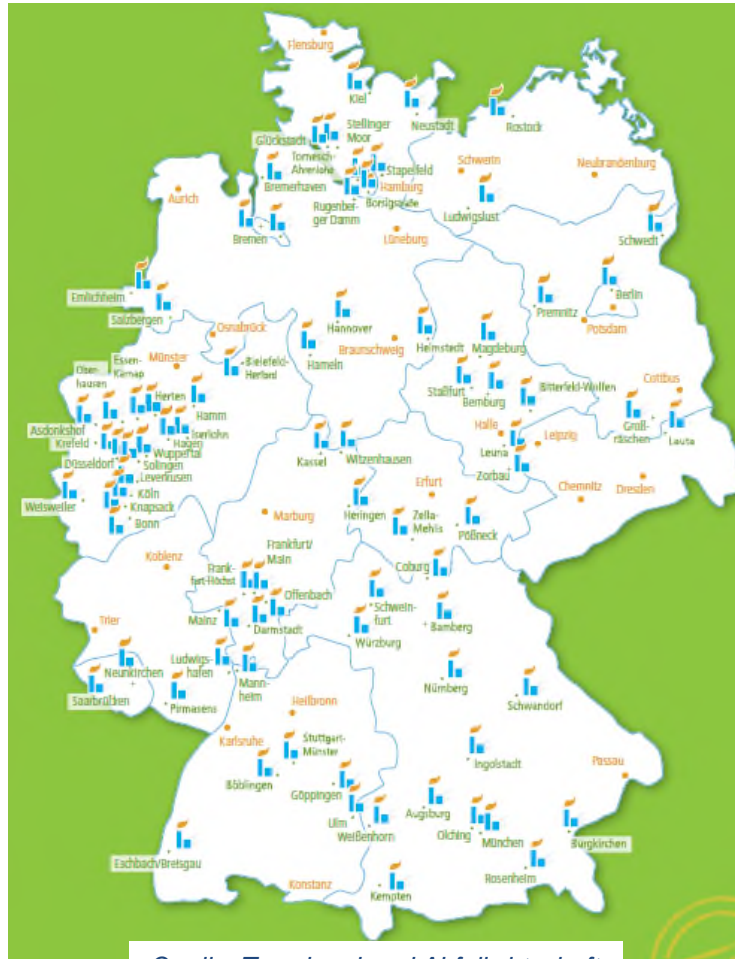 Flensburg
Kiel
Neustadt
Rostock
Glückstadt
Stellinger
Moor
Tornesch-
Ahrenlohe
Stapelfeld
Schwerin
Neubrandenburg
Bremerhaven
Hamburg
Aurich
Rugenber-
ger Damm
Borsigstraße
Ludwigslust
Bremen
Lüneburg
Schwedt
Emlichheim
Berlin
Salzbergen
Hannover
Premnitz
Potsdam
Osnabrück
Helmstedt
Magdeburg
Braunschweig
Hameln
Münster
Bielefeld-
Herford
Essen-
Karnap
Ober-
hausen
Herten
Hamm
Staßfurt
Bernburg
Bitterfeld-Wolfen
Cottbus
Asdonkshof
Krefeld
Iserlohn
Hagen
Wuppertal
Halle
Leipzig
Groß-
räschen
Lauta
Düsseldorf
Solingen
Kassel
Witzenhausen
Leuna
Zorbau
Leverkusen
Weisweiler
Köln
Knapsack
Bonn
Erfurt
Chemnitz
Dresden
Marburg
Heringen
Zella-
Mehlis
Pößneck
Koblenz
Frankfurt/
Main
Frank-
furt-Höchst
Coburg
Offenbach
Schwein-
furt
Bamberg
Mainz
Darmstadt
Trier
Würzburg
Ludwigs-
hafen
Neunkirchen
Mann-
heim
Nürnberg
Saarbrücken
Pirmasens
Schwandorf
Heilbronn
Karlsruhe
Stuttgart-
Münster
Ingolstadt
Passau
Böblingen
Göppingen
Augsburg
Ulm
Weißenhorn
Olching
München
Burgkirchen
Eschbach/Breisgau
Rosenheim
Konstanz
Kempten